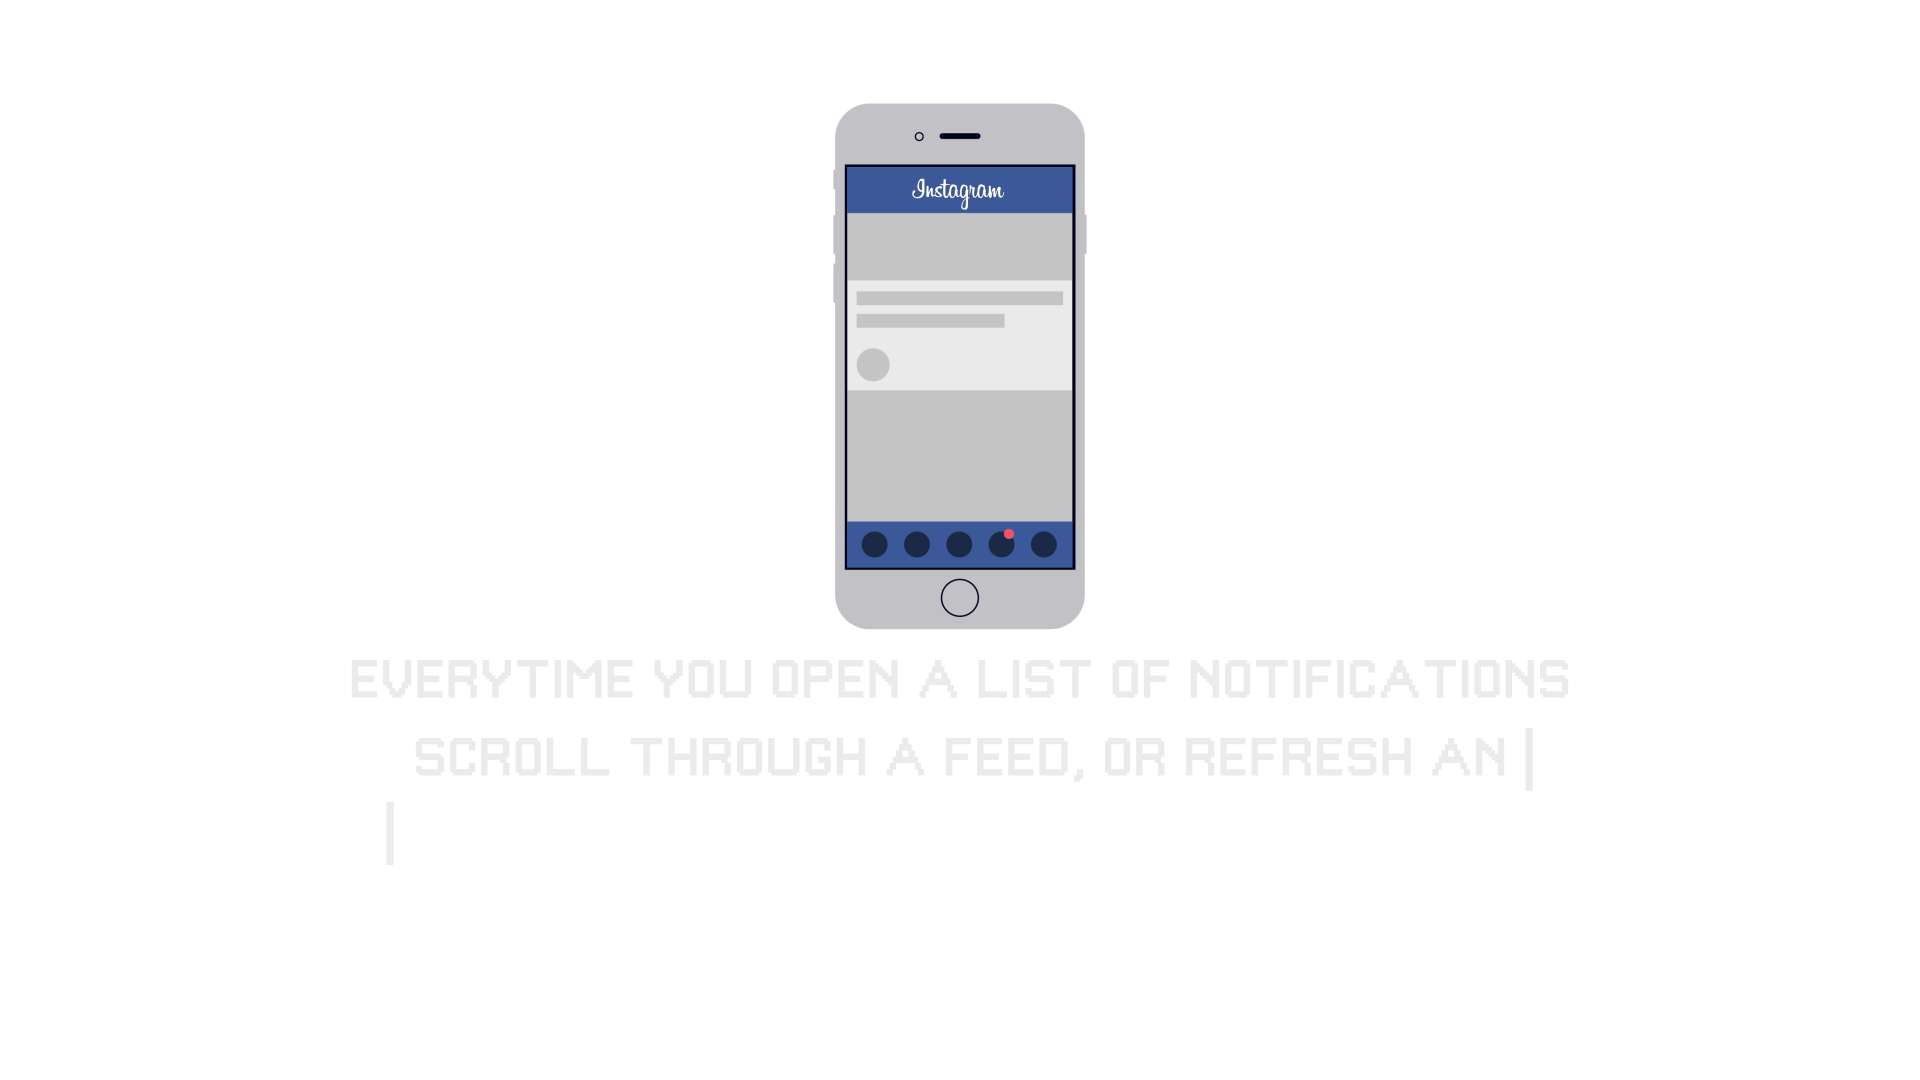 Instagram
EVERYTIME YOU OPEN A LIST OF NOTIFICATIONS
SCROLL THROUGH A FEED, OR REFRESH AN